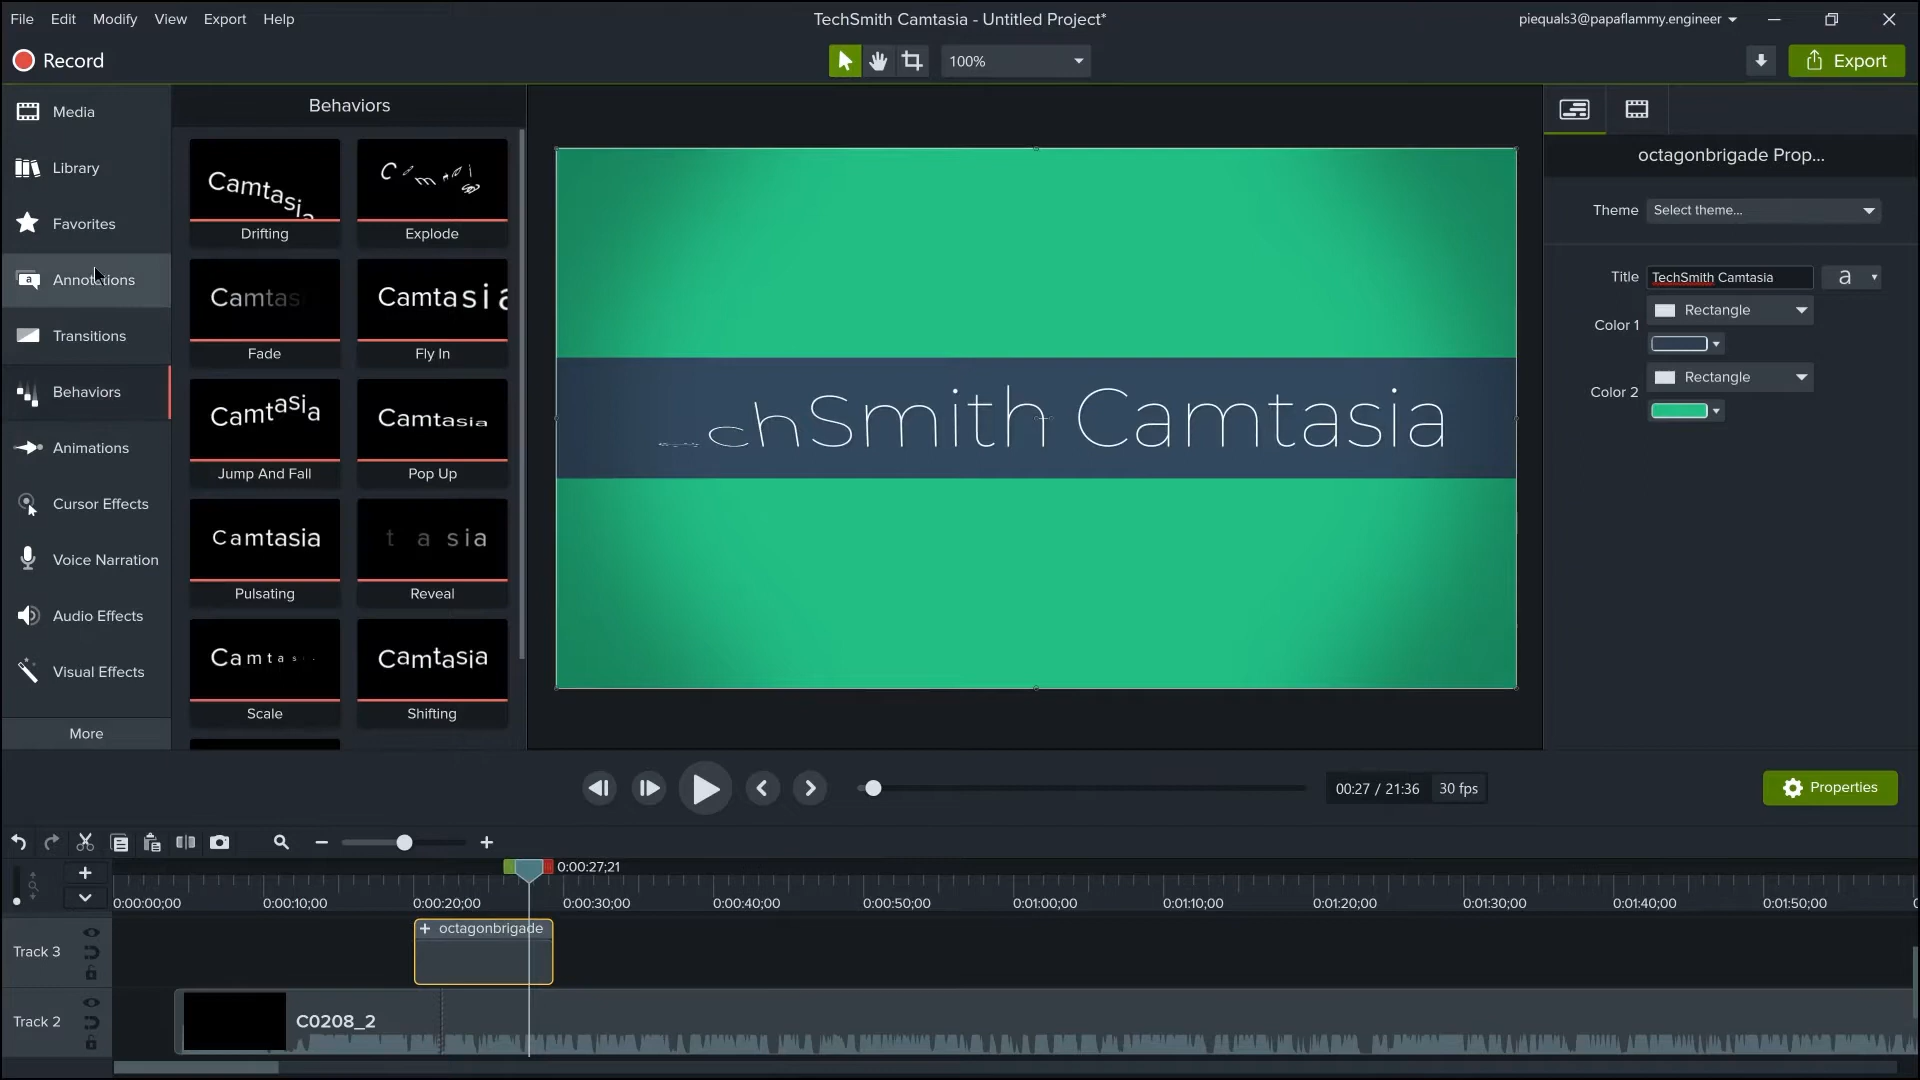 File Edit Modify View Export Help
TechSmith Camtasia - Untitled Project*
piequals3@papaflammy.engineer
Record
100%
Export
Media
Library
Favorites
Annotations
Transitions
Behaviors
Animations
Cursor Effects
Voice Narration
Audio Effects
Visual Effects
More
Behaviors
Camtasia
Drifting
Explode
Camtas
Fade
Camtasia
Fly In
Camtasia
Jump And Fall
Camtasia
Pop Up
Camtasia
Pulsating
t a sia
Reveal
Camtas
Scale
Camtasia
Shifting
chSmith Camtasia
octagonbrigade Prop...
Theme Select theme...
Title TechSmith Camtasia a
Color 1 Rectangle
Color 2 Rectangle
00:27 / 21:36 30 fps
Properties
0:00:27;21
0:00:00;00 0:00:10;00 0:00:20;00 0:00:30;00 0:00:40;00 0:00:50;00 0:01:00;00 0:01:10;00 0:01:20;00 0:01:30;00 0:01:40;00 0:01:50;00
Track 3
+ octagonbrigade
Track 2
C0208_2